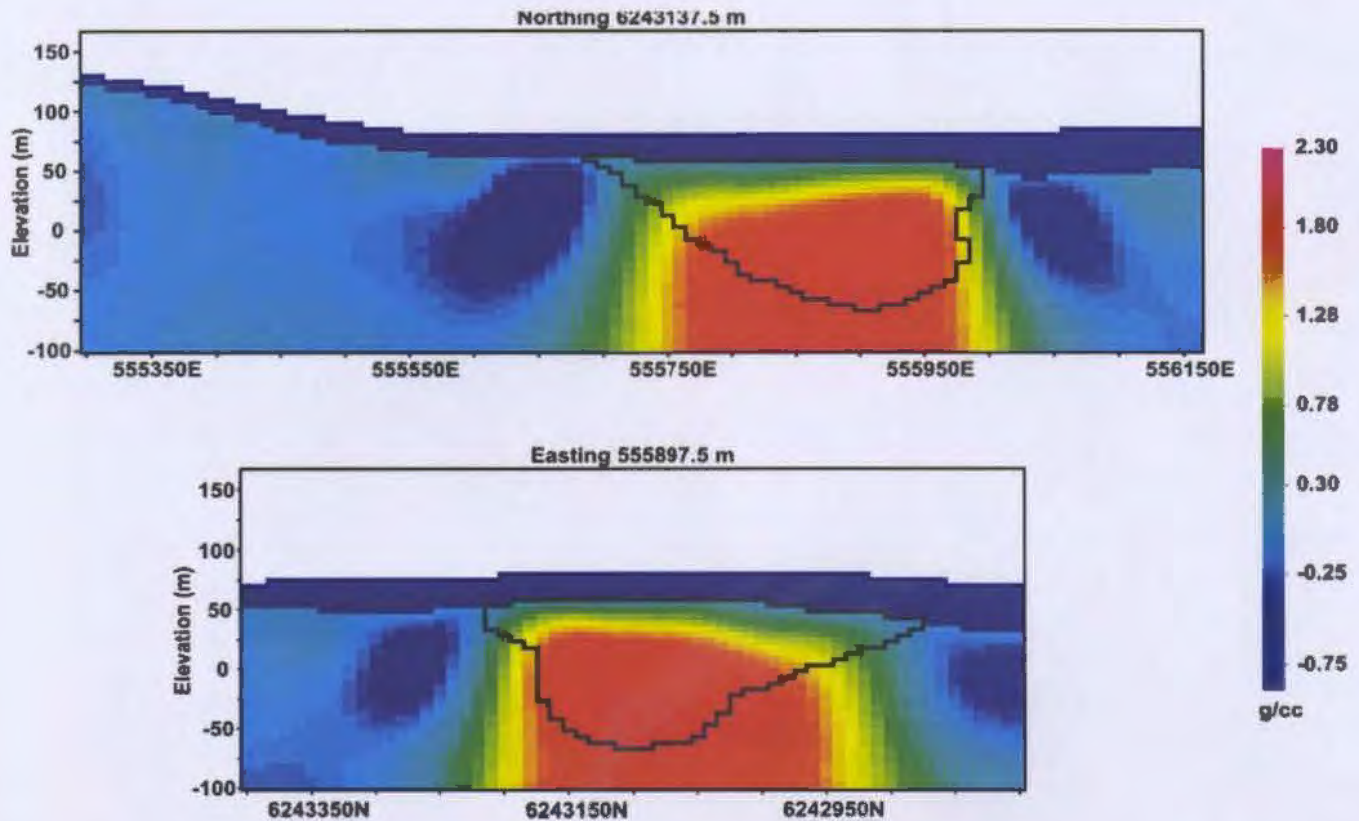 Northing 6243137.5 m
150
100
50
0
-50
-100
Elevation (m)
555350E 555550E 555750E 555950E 556150E
Easting 555897.5 m
150
100
50
0
-50
-100
Elevation (m)
6243350N 6243150N 6242950N
2.30
1.80
1.28
0.78
0.30
-0.25
-0.75
g/cc